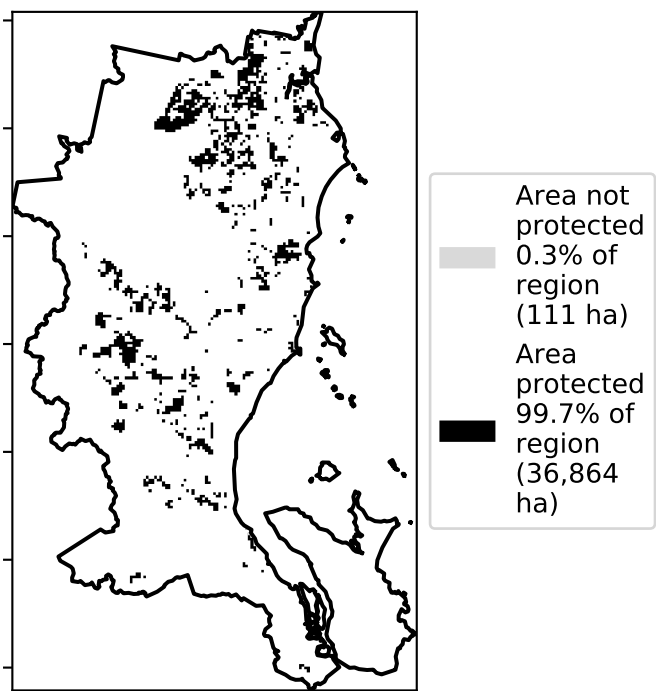 Area not
protected
0.3% of
region
(111 ha)
Area
protected
99.7% of
region
(36,864
ha)